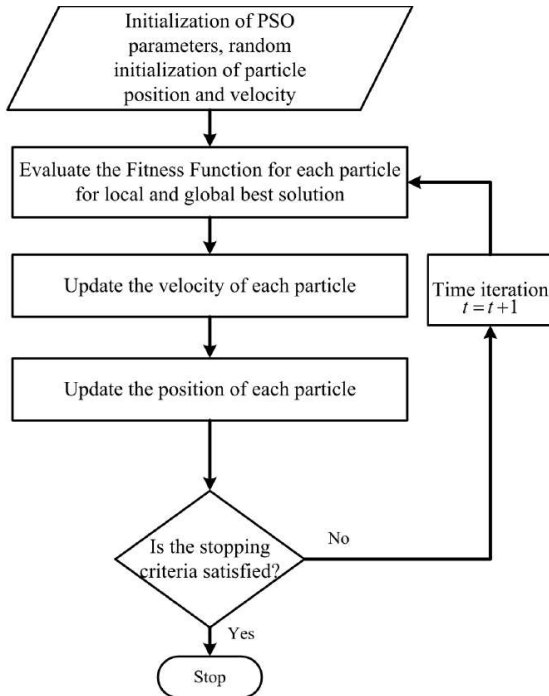 Initialization of PSO
parameters, random
initialization of particle
position and velocity
Evaluate the Fitness Function for each particle
for local and global best solution
Update the velocity of each particle
Time iteration
t = t+1
Update the position of each particle
Is the stopping
criteria satisfied?
No
Yes
Stop